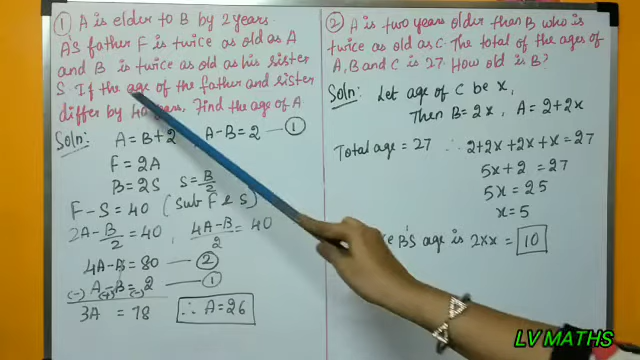 ① A is elder to B by 2 years.
A'S father F is twice as old as A
and B is twice as old as his sister
S. If the age of the father and sister
differ by 40 years, Find the age of A
Soln: A = B+2 A-B = 2 — ①
F = 2A
B = 2S S = B/2
F-S = 40 (Sub F & S)
2A - B/2 = 40, 4A-B/2 = 40
4A-B = 80 — ②
A-B = 2 — ①
(-) (+) (-)
3A = 78 ∴ A = 26
② A is two years older than B who is
twice as old as C. The total of the ages of
A, B and C is 27. How old is B?
Soln: Let age of C be x,
Then B = 2x, A = 2+2x
Total age = 27 ∴ 2+2x+2x+x = 27
5x+2 = 27
5x = 25
x = 5
B'S age is 2xx = 10
LV MATHS